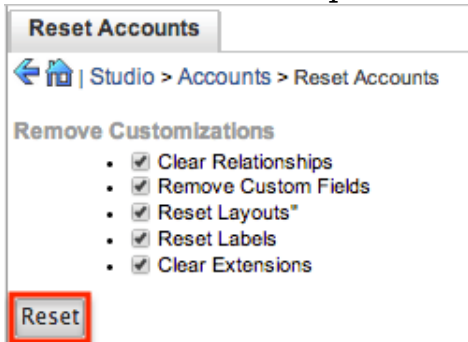 Reset Accounts
| Studio > Accounts > Reset Accounts
Remove Customizations
• Clear Relationships
• Remove Custom Fields
• Reset Layouts"
• Reset Labels
• Clear Extensions
Reset